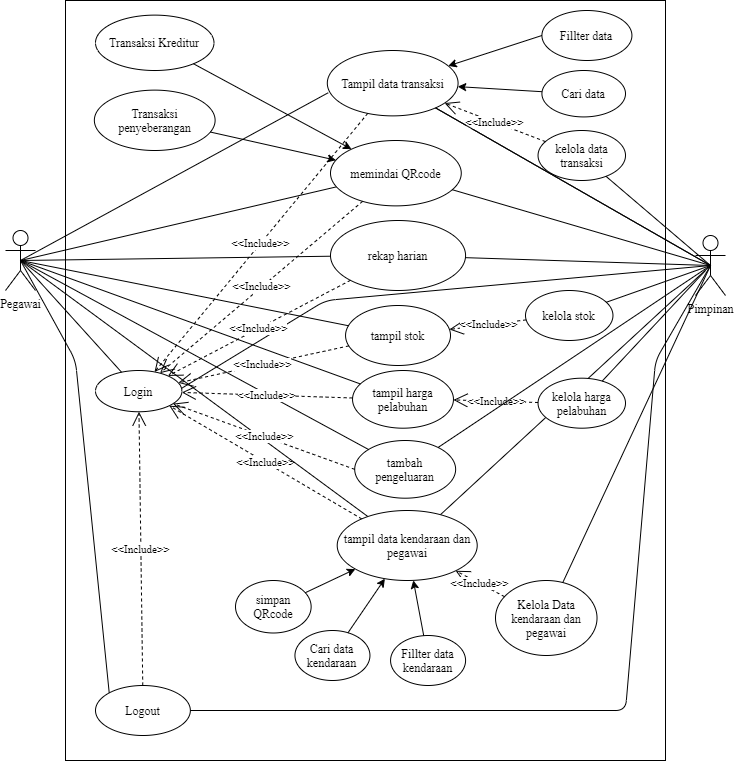 Transaksi Kreditur
Fillter data
Tampil data transaksi
Cari data
Transaksi
penyeberangan
<<Include>>
kelola data
transaksi
memindai QRcode
<<Include>>
rekap harian
<<Include>>
Pegawai
Pimpinan
kelola stok
<<Include>>
<<Include>>
tampil stok
<<Include>>
Login
<<Include>>
tampil harga
pelabuhan
<<Include>>
kelola harga
pelabuhan
<<Include>>
tambah
pengeluaran
<<Include>>
tampil data kendaraan dan
pegawai
<<Include>>
<<Include>>
simpan
QRcode
Kelola Data
kendaraan dan
pegawai
Cari data
kendaraan
Fillter data
kendaraan
Logout